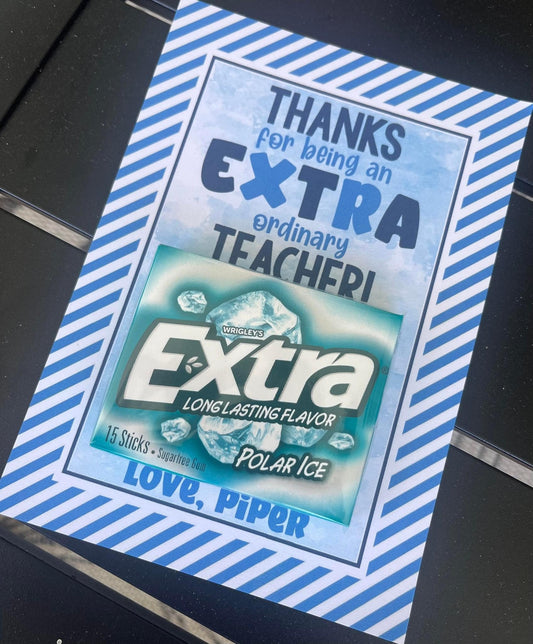 THANKS
for being an
EXTRA
ordinary
TEACHER!
WRIGLEY'S
Extra
LONG LASTING FLAVOR
15 Sticks • Sugarfree Gum
POLAR ICE
LOVE, PIPER